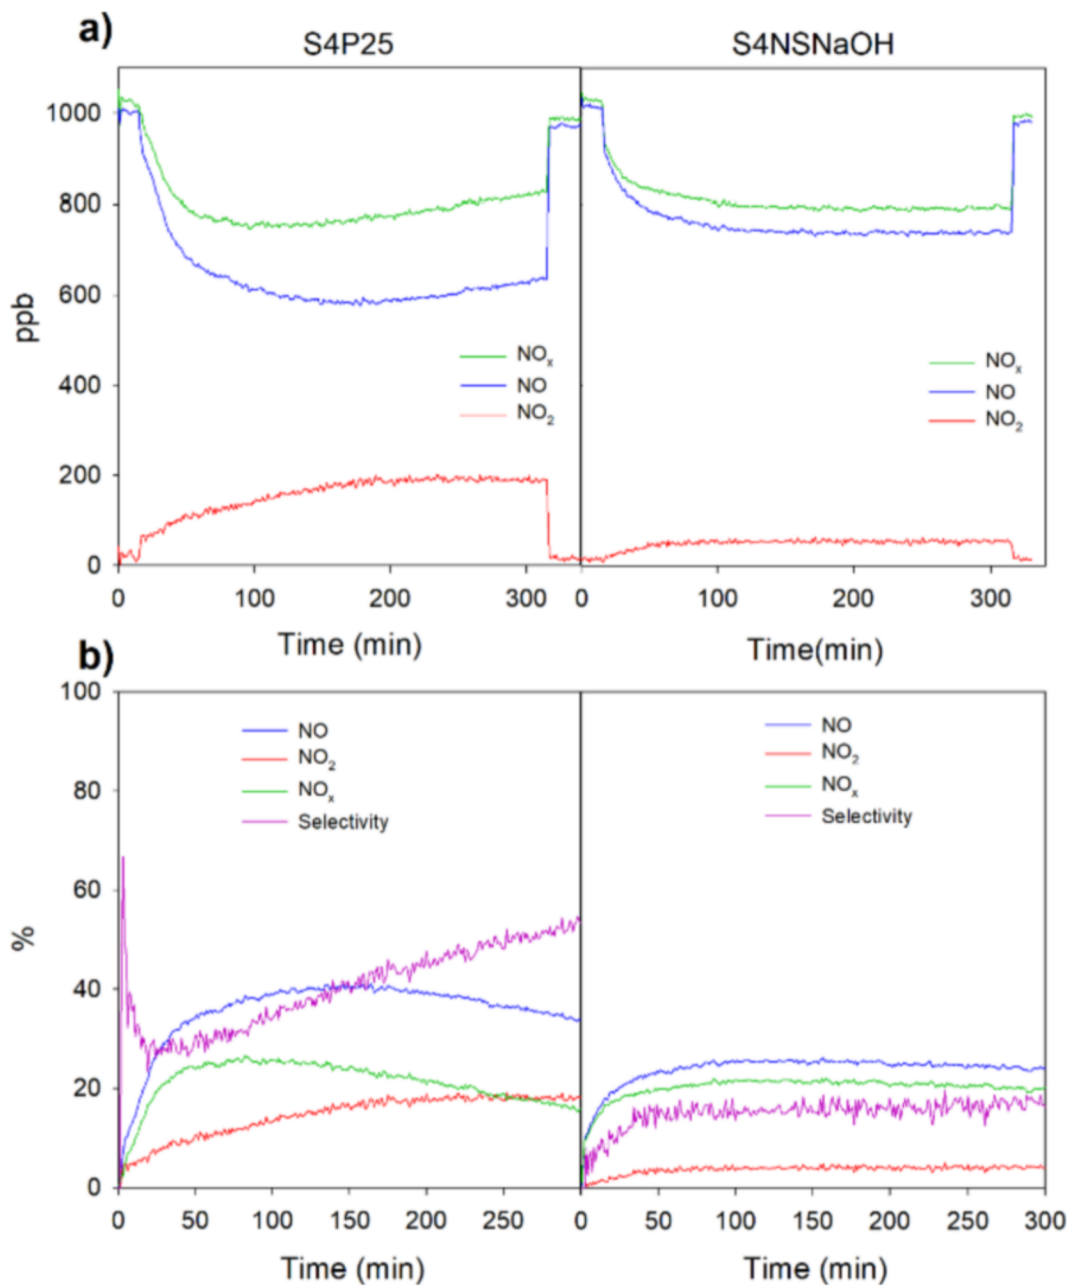 a)
S4P25
S4NSNaOH
1000
800
600
400
200
0
ppb
NOx
NO
NO2
NOx
NO
NO2
0 100 200 300 0 100 200 300
Time (min)
Time(min)
b)
100
80
60
40
20
0
%
NO
NO2
NOx
Selectivity
NO
NO2
NOx
Selectivity
0 50 100 150 200 250 0 50 100 150 200 250 300
Time (min)
Time (min)